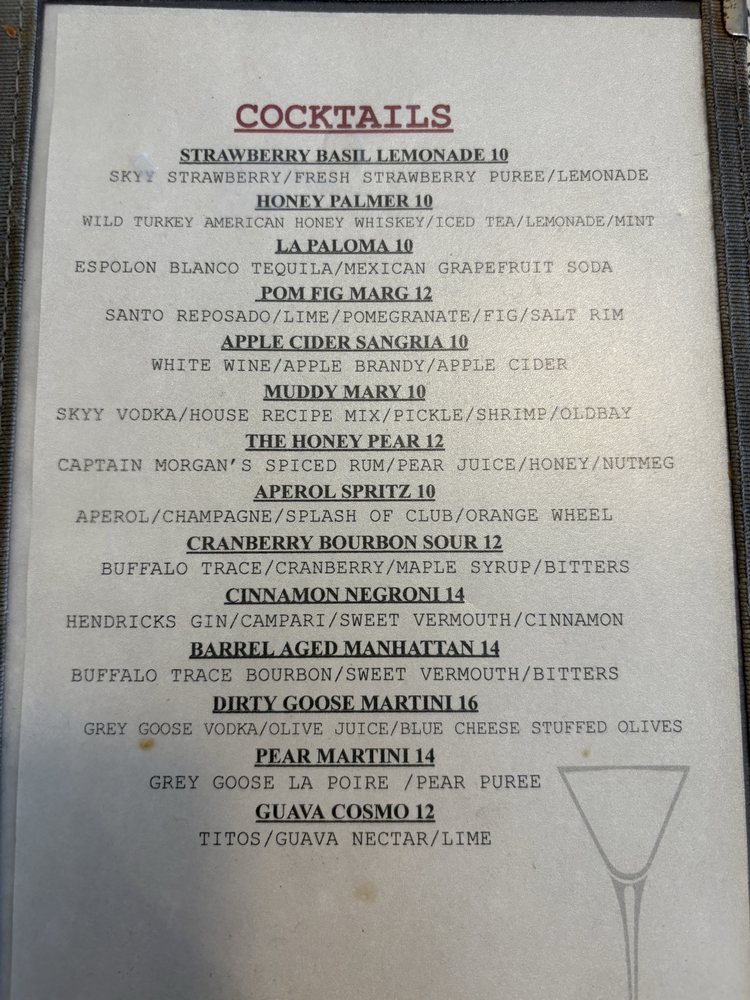 COCKTAILS
STRAWBERRY BASIL LEMONADE 10
SKYY STRAWBERRY/FRESH STRAWBERRY PUREE/LEMONADE
HONEY PALMER 10
WILD TURKEY AMERICAN HONEY WHISKEY/ICED TEA/LEMONADE/MINT
LA PALOMA 10
ESPOLON BLANCO TEQUILA/MEXICAN GRAPEFRUIT SODA
POM FIG MARG 12
SANTO REPOSADO/LIME/POMEGRANATE/FIG/SALT RIM
APPLE CIDER SANGRIA 10
WHITE WINE/APPLE BRANDY/APPLE CIDER
MUDDY MARY 10
SKYY VODKA/HOUSE RECIPE MIX/PICKLE/SHRIMP/OLDBAY
THE HONEY PEAR 12
CAPTAIN MORGAN'S SPICED RUM/PEAR JUICE/HONEY/NUTMEG
APEROL SPRITZ 10
APEROL/CHAMPAGNE/SPLASH OF CLUB/ORANGE WHEEL
CRANBERRY BOURBON SOUR 12
BUFFALO TRACE/CRANBERRY/MAPLE SYRUP/BITTERS
CINNAMON NEGRONI 14
HENDRICKS GIN/CAMPARI/SWEET VERMOUTH/CINNAMON
BARREL AGED MANHATTAN 14
BUFFALO TRACE BOURBON/SWEET VERMOUTH/BITTERS
DIRTY GOOSE MARTINI 16
GREY GOOSE VODKA/OLIVE JUICE/BLUE CHEESE STUFFED OLIVES
PEAR MARTINI 14
GREY GOOSE LA POIRE /PEAR PUREE
GUAVA COSMO 12
TITOS/GUAVA NECTAR/LIME